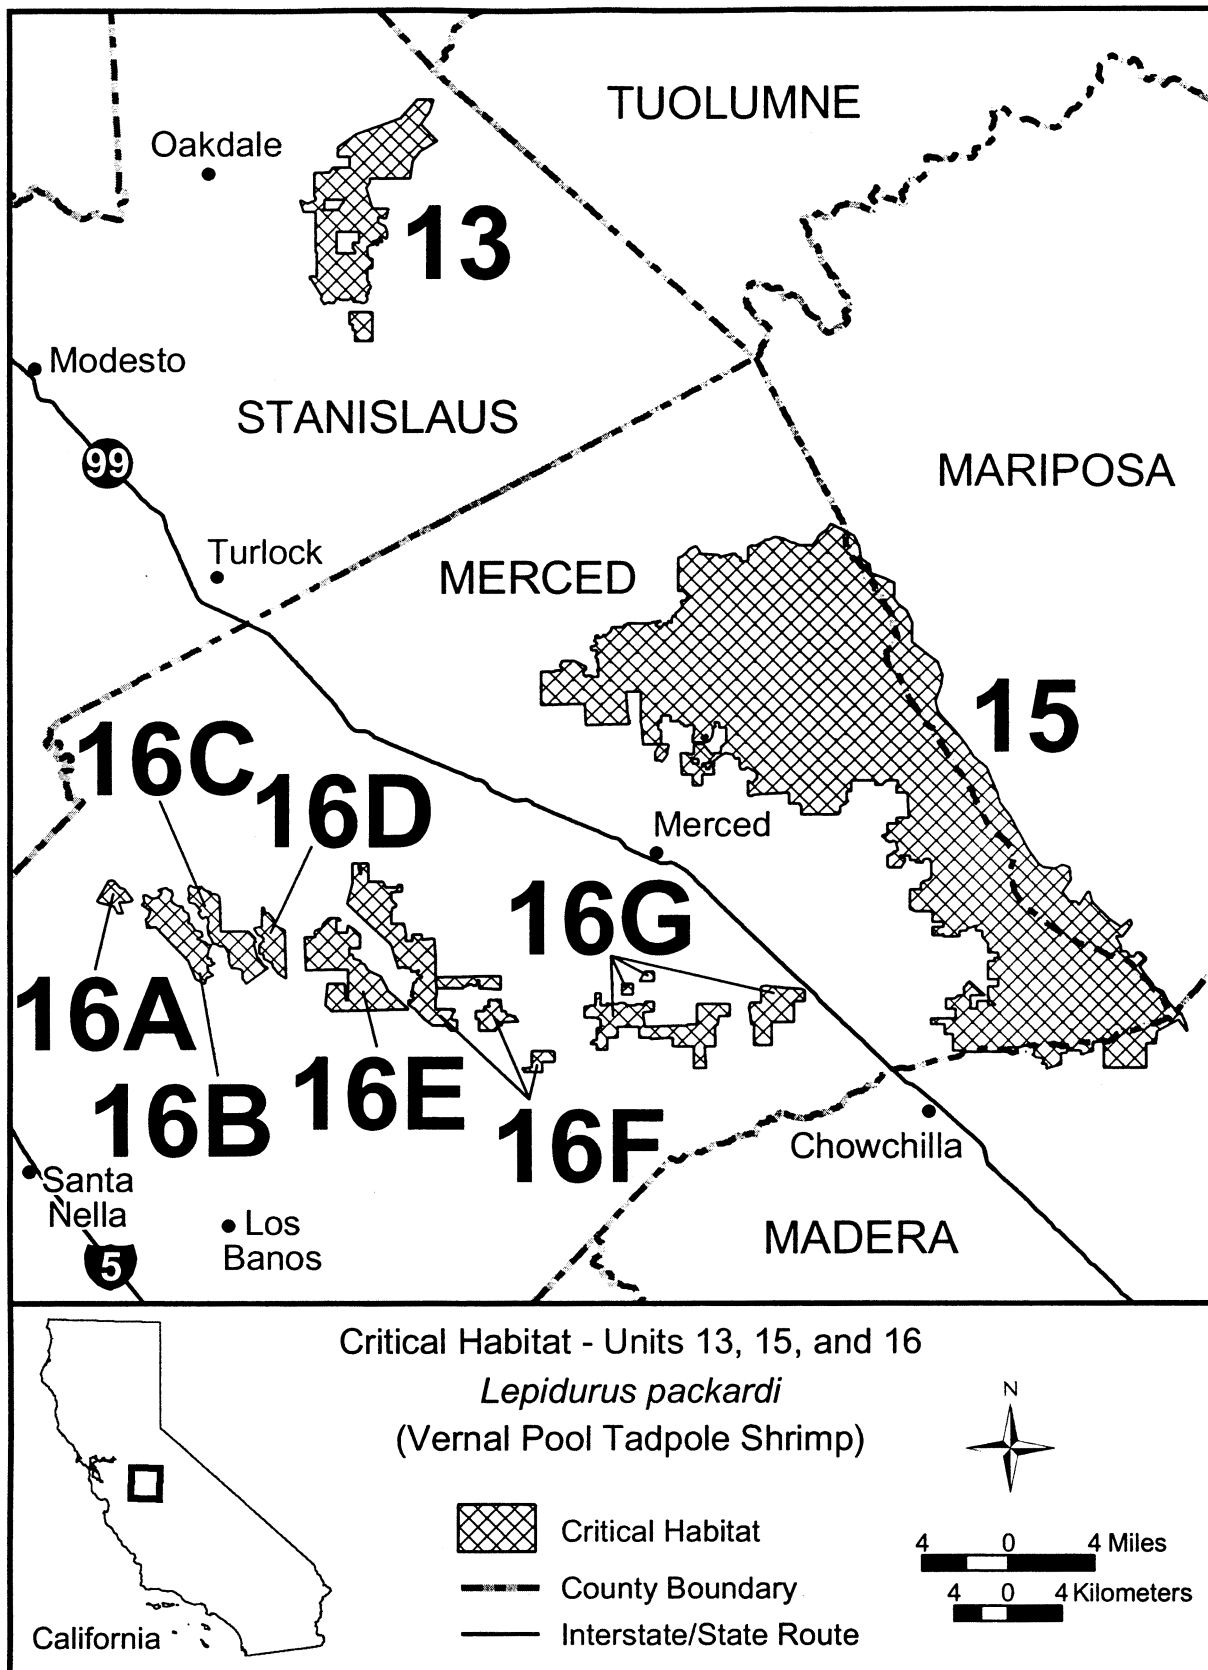 TUOLUMNE
Oakdale
13
Modesto
STANISLAUS
99
MARIPOSA
Turlock
MERCED
15
16C
16D
Merced
16G
16A
16B
16E
16F
Chowchilla
Santa
Nella
Los
Banos
5
MADERA
Critical Habitat - Units 13, 15, and 16
Lepidurus packardi
(Vernal Pool Tadpole Shrimp)
N
Critical Habitat
County Boundary
Interstate/State Route
4 0 4 Miles
4 0 4 Kilometers
California